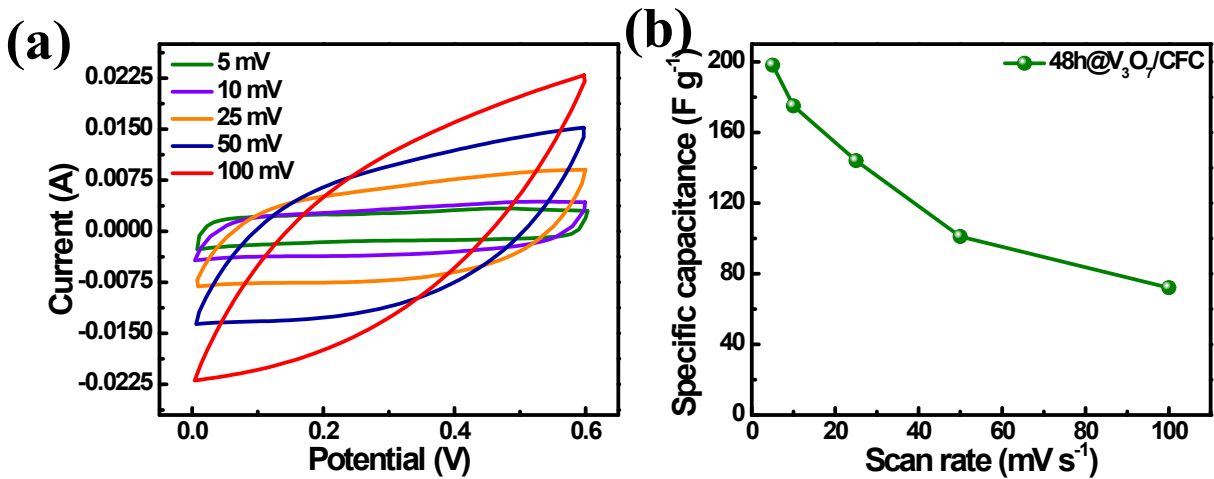 (a)
5 mV
10 mV
25 mV
50 mV
100 mV
0.0225
0.0150
0.0075
0.0000
-0.0075
-0.0150
-0.0225
Current (A)
0.0 0.2 0.4 0.6
Potential (V)
(b)
48h@V₃O₇/CFC
200
160
120
80
40
0
Specific capacitance (F g⁻¹)
0 20 40 60 80 100
Scan rate (mV s⁻¹)